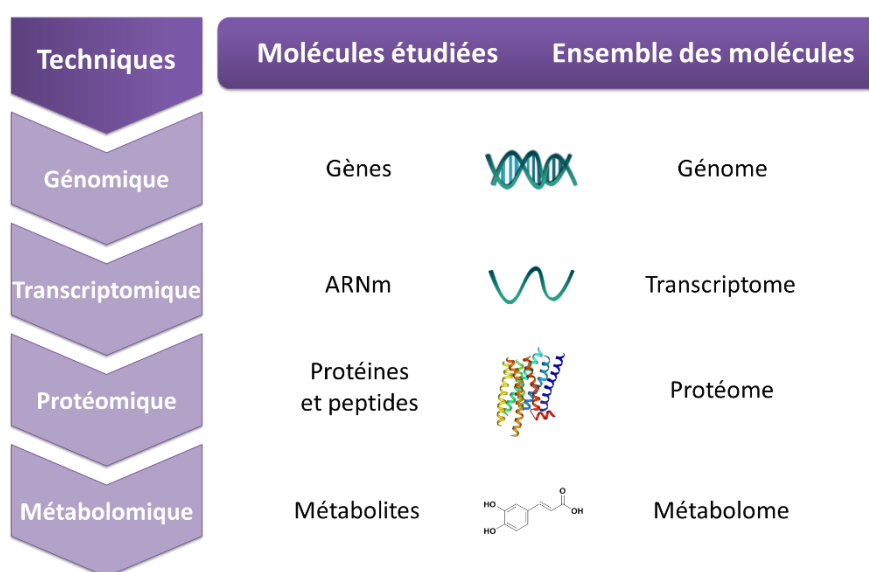 Techniques
Molécules étudiées
Ensemble des molécules
Génomique
Gènes
Génome
Transcriptomique
ARNm
Transcriptome
Protéomique
Protéines
et peptides
Protéome
Métabolomique
Métabolites
HO
HO
O
OH
Métabolome